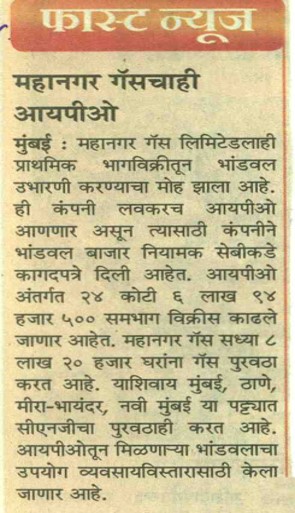 फास्ट न्यूज
महानगर गॅसचाही
आयपीओ
मुंबई : महानगर गॅस लिमिटेडलाही
प्राथमिक भागविक्रीतून भांडवल
उभारणी करण्याचा मोह झाला आहे.
ही कंपनी लवकरच आयपीओ
आणणार असून त्यासाठी कंपनीने
भांडवल बाजार नियामक सेबीकडे
कागदपत्रे दिली आहेत. आयपीओ
अंतर्गत २४ कोटी ६ लाख ९४
हजार ५०० समभाग विक्रीस काढले
जाणार आहेत. महानगर गॅस सध्या ८
लाख २० हजार घरांना गॅस पुरवठा
करत आहे. याशिवाय मुंबई, ठाणे,
मीरा-भायंदर, नवी मुंबई या पट्ट्यात
सीएनजीचा पुरवठाही करत आहे.
आयपीओतून मिळणाऱ्या भांडवलाचा
उपयोग व्यवसायविस्तारासाठी केला
जाणार आहे.